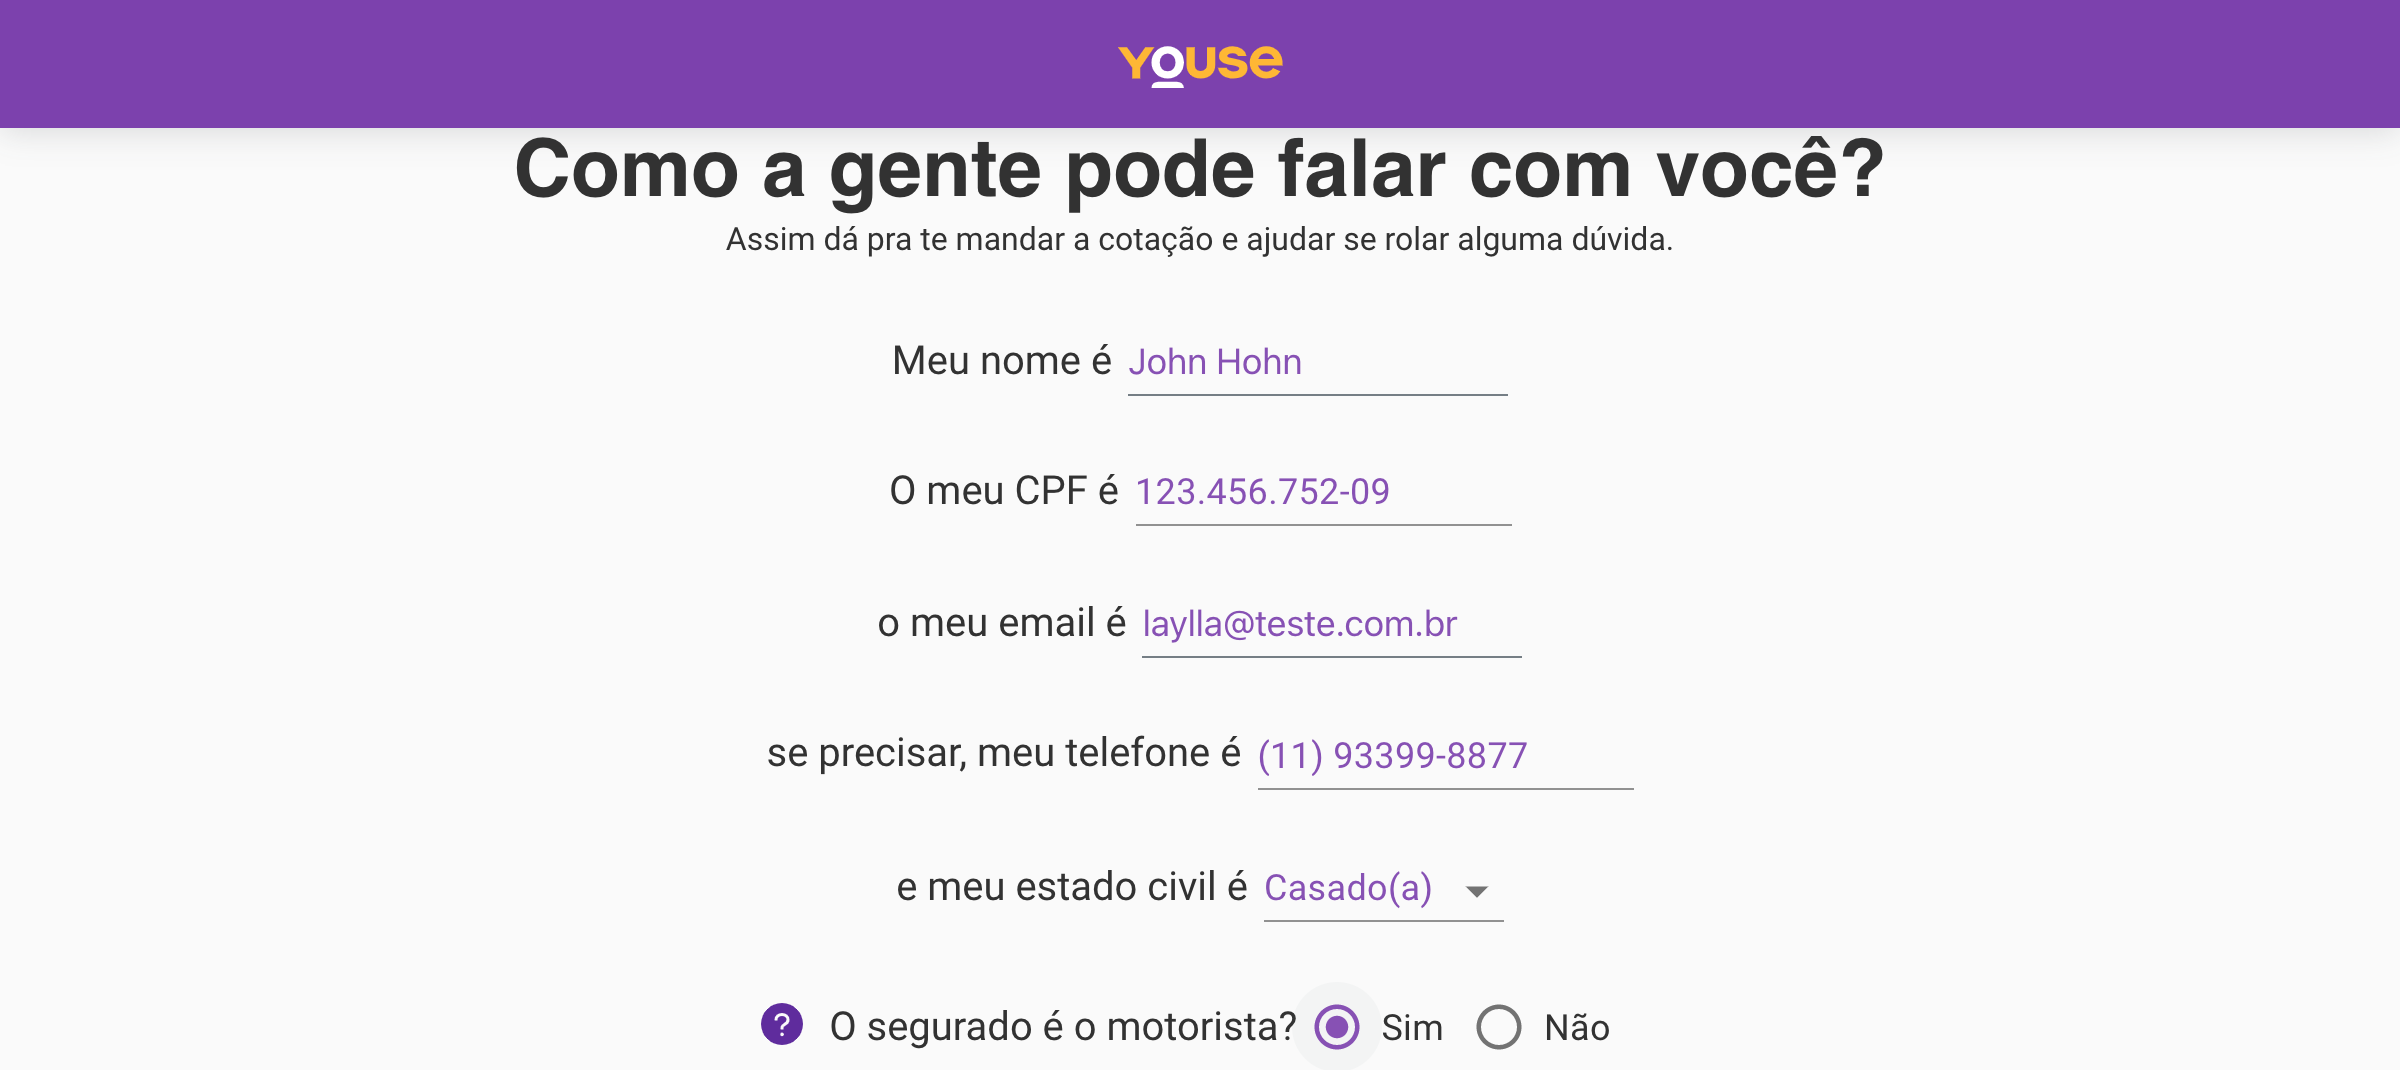 youse
Como a gente pode falar com você?
Assim dá pra te mandar a cotação e ajudar se rolar alguma dúvida.
Meu nome é John Hohn
O meu CPF é 123.456.752-09
o meu email é laylla@teste.com.br
se precisar, meu telefone é (11) 93399-8877
e meu estado civil é Casado(a)
? O segurado é o motorista? Sim Não